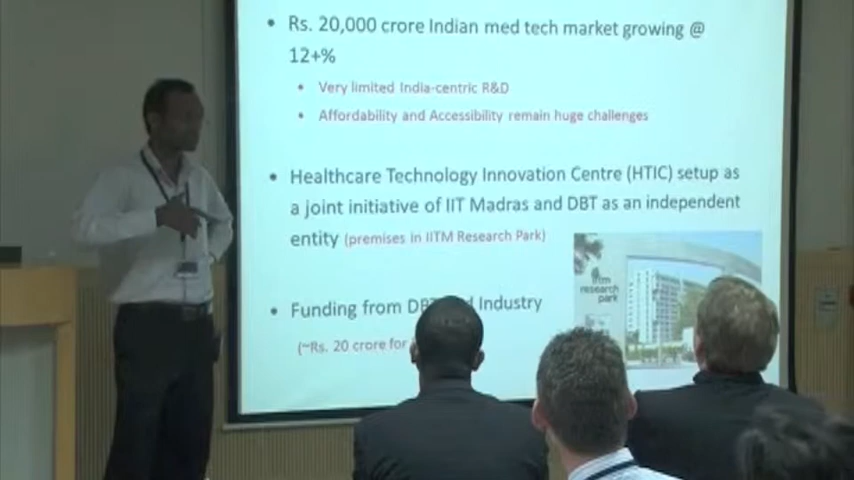 • Rs. 20,000 crore Indian med tech market growing @
12+%
• Very limited India-centric R&D
• Affordability and Accessibility remain huge challenges
• Healthcare Technology Innovation Centre (HTIC) setup as
a joint initiative of IIT Madras and DBT as an independent
entity (premises in IITM Research Park)
• Funding from DBT Industry
(~Rs. 20 crore for
iitm
research
park